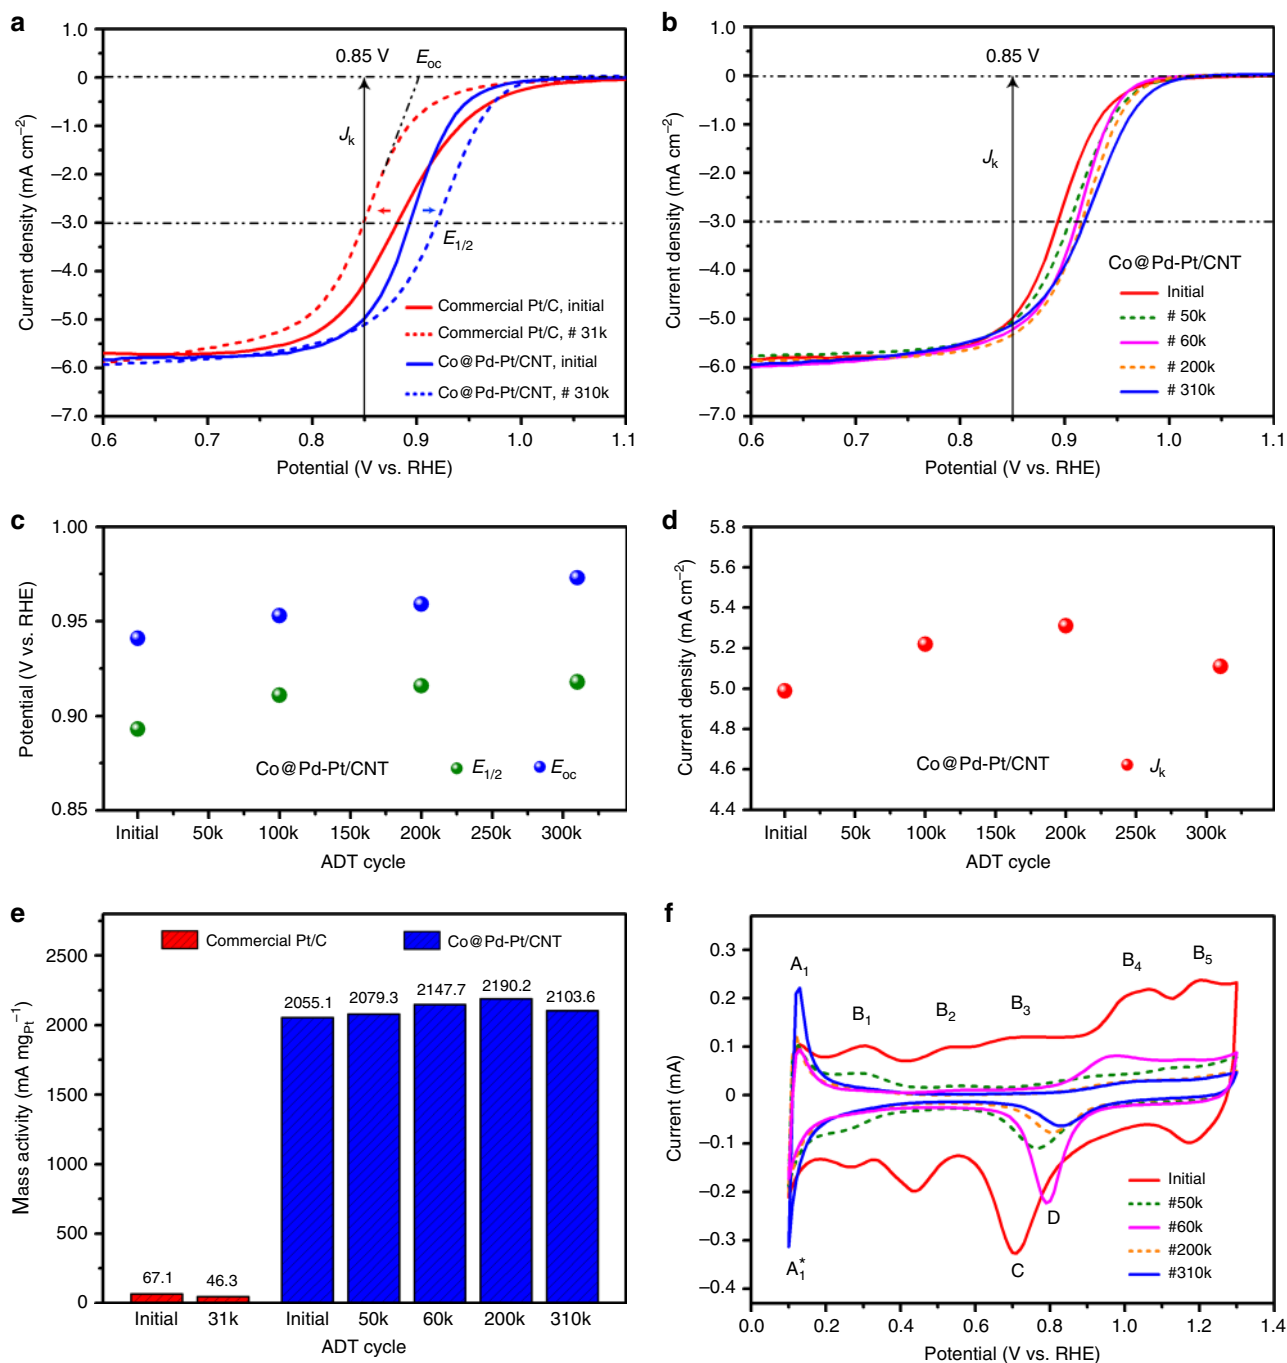 a
1.0
0
–1.0
–2.0
–3.0
–4.0
–5.0
–6.0
–7.0
Current density (mA cm–2)
0.85 V
Eoc
Jk
E1/2
Commercial Pt/C, initial
Commercial Pt/C, # 31k
Co@Pd-Pt/CNT, initial
Co@Pd-Pt/CNT, # 310k
0.6 0.7 0.8 0.9 1.0 1.1
Potential (V vs. RHE)
b
1.0
0
–1.0
–2.0
–3.0
–4.0
–5.0
–6.0
–7.0
Current density (mA cm–2)
0.85 V
Jk
Co@Pd-Pt/CNT
Initial
# 50k
# 60k
# 200k
# 310k
0.6 0.7 0.8 0.9 1.0 1.1
Potential (V vs. RHE)
c
1.00
0.95
0.90
0.85
Potential (V vs. RHE)
Co@Pd-Pt/CNT E1/2 Eoc
Initial 50k 100k 150k 200k 250k 300k
ADT cycle
d
5.8
5.6
5.4
5.2
5.0
4.8
4.6
4.4
Current density (mA cm–2)
Co@Pd-Pt/CNT Jk
Initial 50k 100k 150k 200k 250k 300k
ADT cycle
e
2500
2000
1500
1000
500
0
Mass activity (mA mgPt–1)
Commercial Pt/C Co@Pd-Pt/CNT
2055.1 2079.3 2147.7 2190.2 2103.6
67.1 46.3
Initial 31k Initial 50k 60k 200k 310k
ADT cycle
f
0.3
0.2
0.1
0
–0.1
–0.2
–0.3
–0.4
Current (mA)
A1
B1
B2
B3
B4
B5
A1*
C
D
Initial
#50k
#60k
#200k
#310k
0.0 0.2 0.4 0.6 0.8 1.0 1.2 1.4
Potential (V vs. RHE)